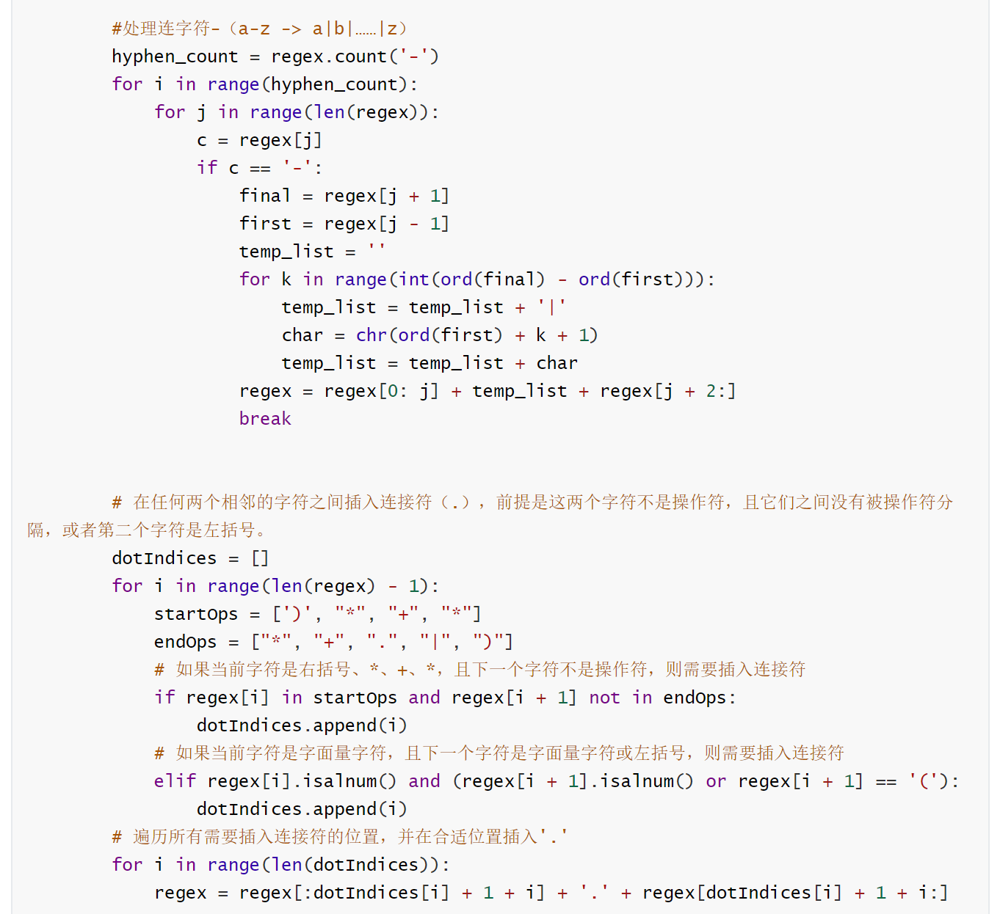 #处理连字符-（a-z -> a|b|……|z）
hyphen_count = regex.count('-')
for i in range(hyphen_count):
    for j in range(len(regex)):
        c = regex[j]
        if c == '-':
            final = regex[j + 1]
            first = regex[j - 1]
            temp_list = ''
            for k in range(int(ord(final) - ord(first))):
                temp_list = temp_list + '|'
                char = chr(ord(first) + k + 1)
                temp_list = temp_list + char
            regex = regex[0: j] + temp_list + regex[j + 2:]
            break
# 在任何两个相邻的字符之间插入连接符（.），前提是这两个字符不是操作符，且它们之间没有被操作符分
隔，或者第二个字符是左括号。
dotIndices = []
for i in range(len(regex) - 1):
    startOps = [')', "*", "+", "*"]
    endOps = ["*", "+", ".", "|", ")"]
    # 如果当前字符是右括号、*、+、*，且下一个字符不是操作符，则需要插入连接符
    if regex[i] in startOps and regex[i + 1] not in endOps:
        dotIndices.append(i)
    # 如果当前字符是字面量字符，且下一个字符是字面量字符或左括号，则需要插入连接符
    elif regex[i].isalnum() and (regex[i + 1].isalnum() or regex[i + 1] == '('):
        dotIndices.append(i)
# 遍历所有需要插入连接符的位置，并在合适位置插入'.'
for i in range(len(dotIndices)):
    regex = regex[:dotIndices[i] + 1 + i] + '.' + regex[dotIndices[i] + 1 + i:]